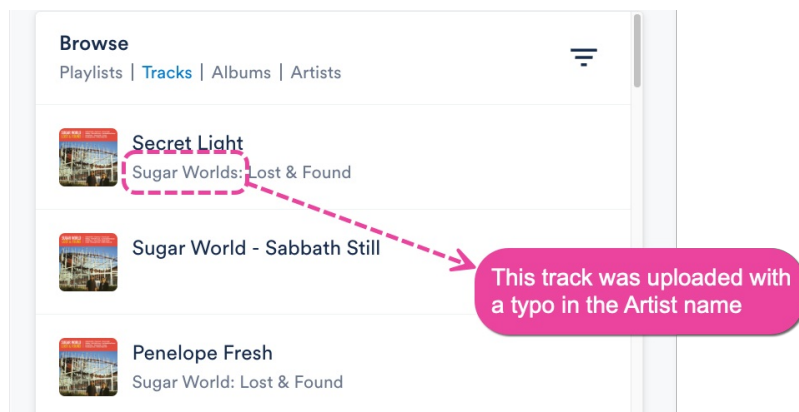 Browse
Playlists | Tracks | Albums | Artists
Secret Light
Sugar Worlds: Lost & Found
Sugar World - Sabbath Still
This track was uploaded with
a typo in the Artist name
Penelope Fresh
Sugar World: Lost & Found